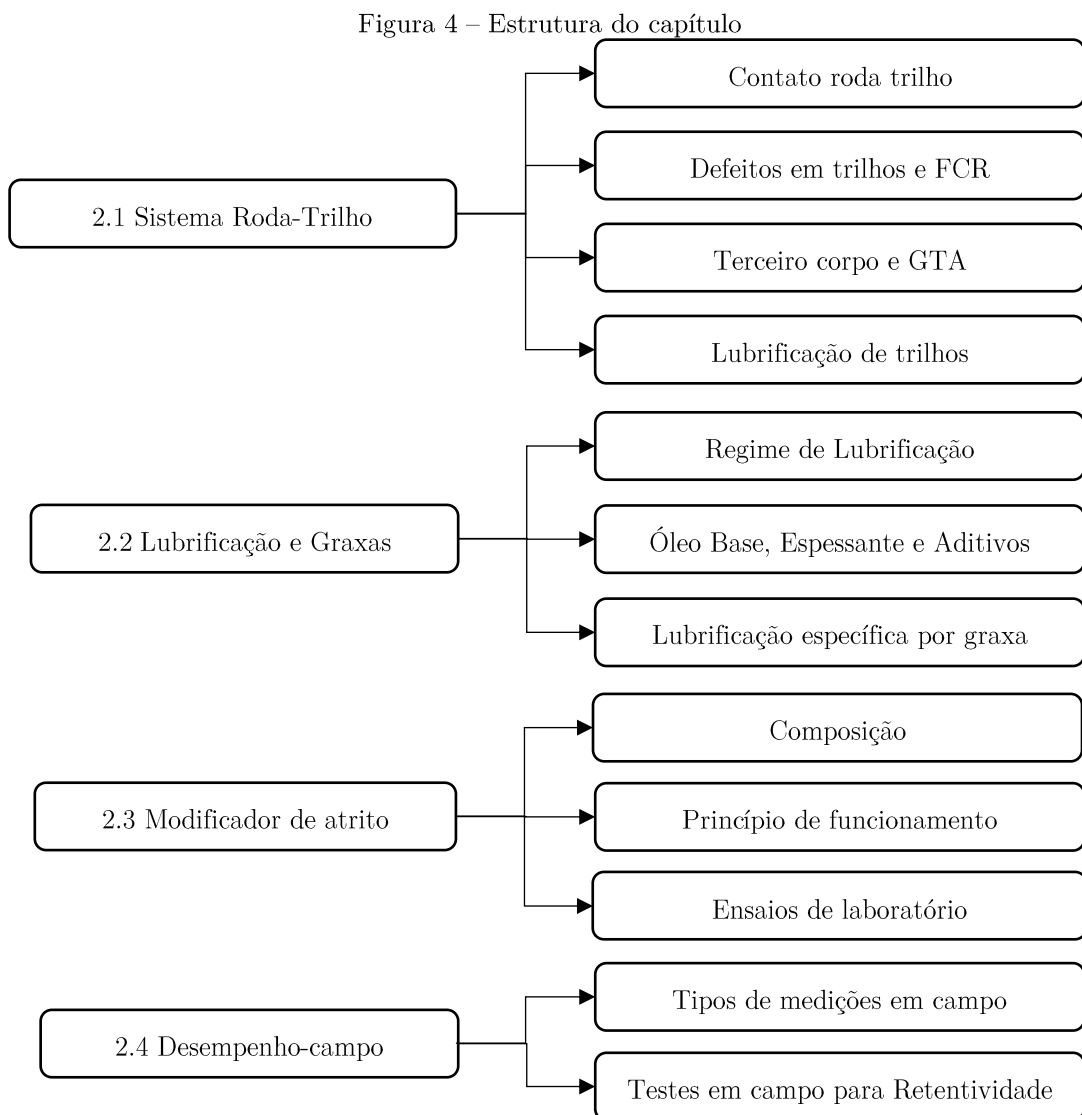 Figura 4 – Estrutura do capítulo
2.1 Sistema Roda-Trilho
Contato roda trilho
Defeitos em trilhos e FCR
Terceiro corpo e GTA
Lubrificação de trilhos
2.2 Lubrificação e Graxas
Regime de Lubrificação
Óleo Base, Espessante e Aditivos
Lubrificação específica por graxa
2.3 Modificador de atrito
Composição
Princípio de funcionamento
Ensaios de laboratório
2.4 Desempenho-campo
Tipos de medições em campo
Testes em campo para Retentividade